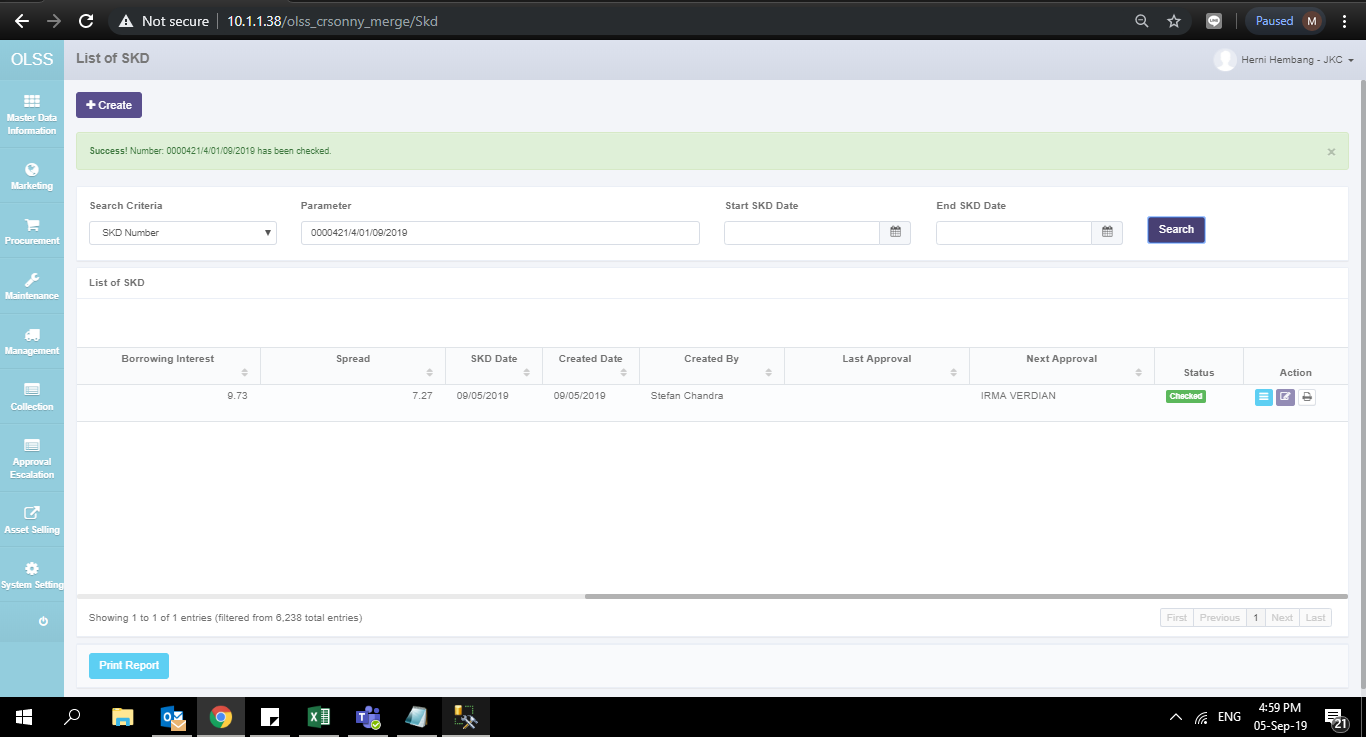 Not secure 10.1.1.38/olss_crsonny_merge/Skd Paused M
OLSS List of SKD Herni Hembang - JKC
Master Data
Information
Marketing
Procurement
Maintenance
Management
Collection
Approval
Escalation
Asset Selling
System Setting
Create
Success! Number: 0000421/4/01/09/2019 has been checked. ×
Search Criteria Parameter Start SKD Date End SKD Date
SKD Number 0000421/4/01/09/2019 Search
List of SKD
Borrowing Interest Spread SKD Date Created Date Created By Last Approval Next Approval Status Action
9.73 7.27 09/05/2019 09/05/2019 Stefan Chandra IRMA VERDIAN Checked
Showing 1 to 1 of 1 entries (filtered from 6,238 total entries) First Previous 1 Next Last
Print Report
ENG 4:59 PM
05-Sep-19 21